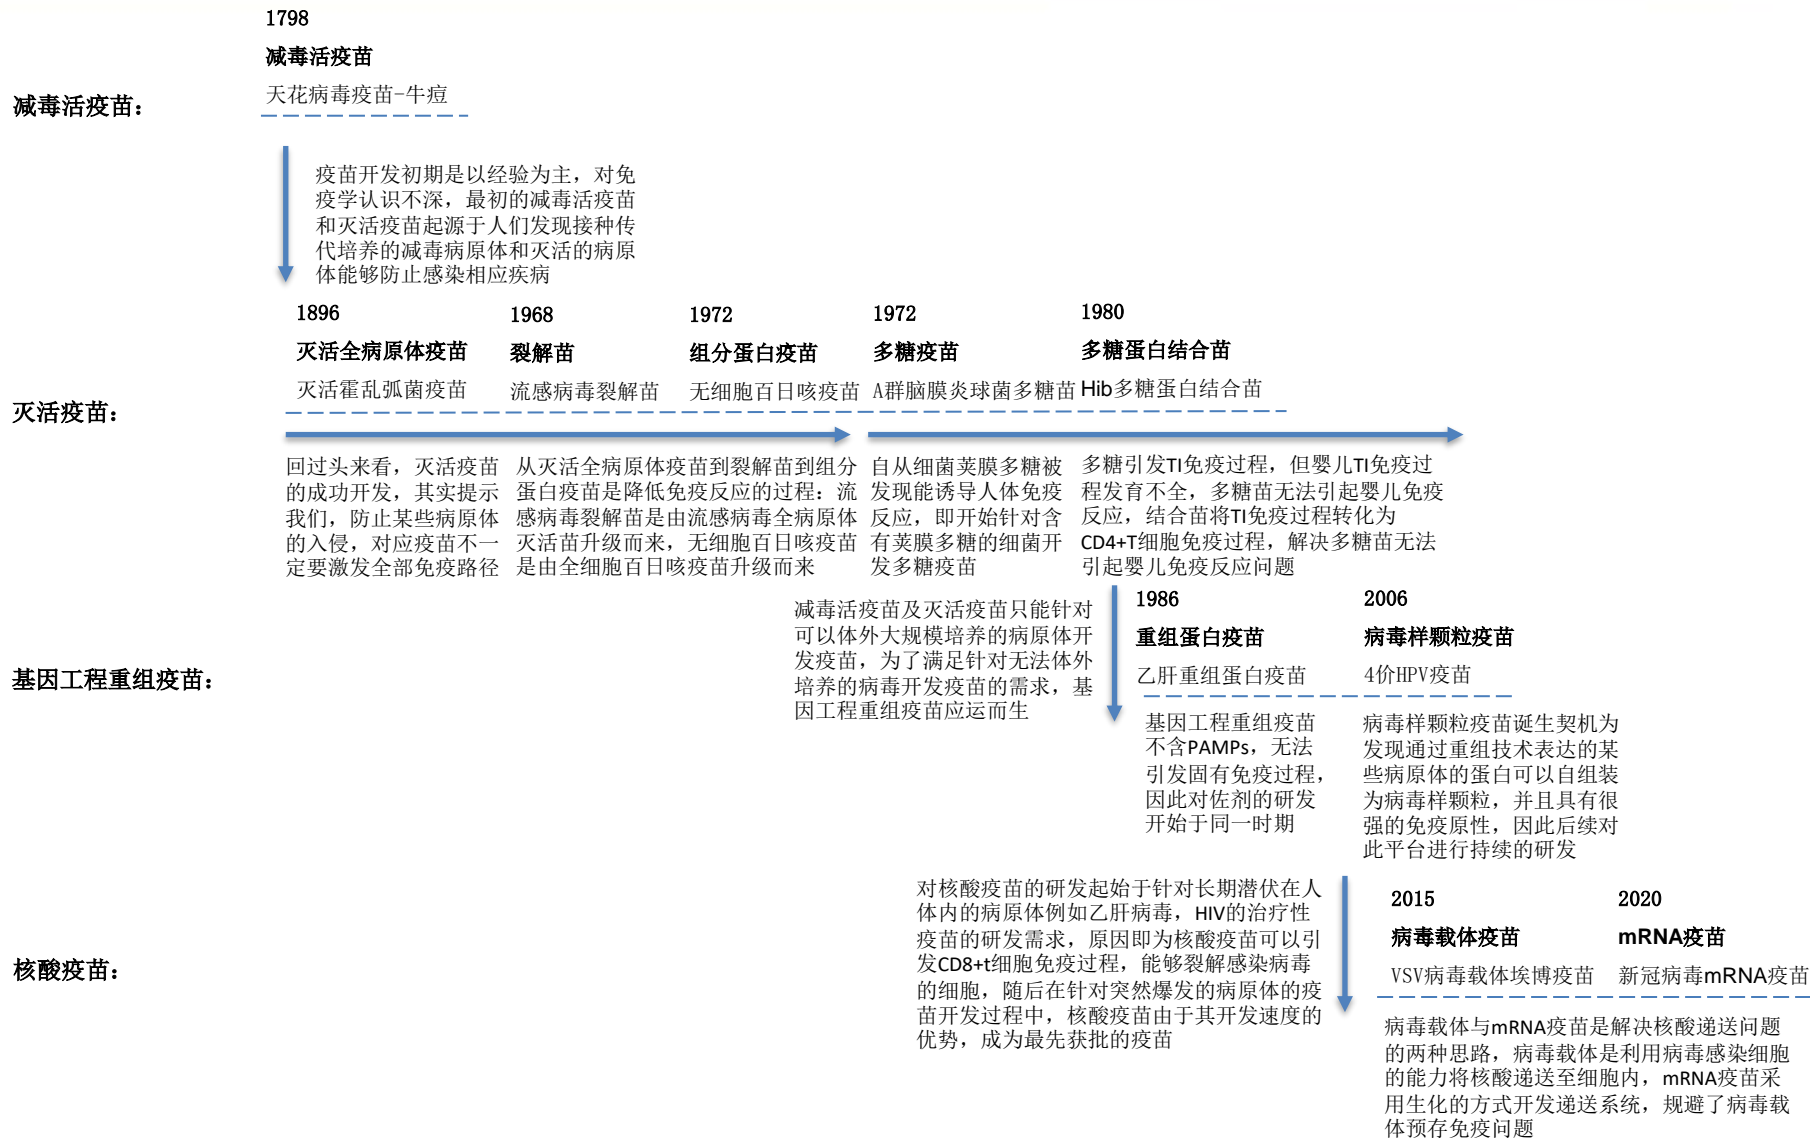 1798
减毒活疫苗
天花病毒疫苗-牛痘
减毒活疫苗：
疫苗开发初期是以经验为主，对免
疫学认识不深，最初的减毒活疫苗
和灭活疫苗起源于人们发现接种传
代培养的减毒病原体和灭活的病原
体能够防止感染相应疾病
1896
灭活全病原体疫苗
灭活霍乱弧菌疫苗
1968
裂解苗
流感病毒裂解苗
1972
组分蛋白疫苗
无细胞百日咳疫苗
1972
多糖疫苗
A群脑膜炎球菌多糖苗
1980
多糖蛋白结合苗
Hib多糖蛋白结合苗
灭活疫苗：
回过头来看，灭活疫苗
的成功开发，其实提示
我们，防止某些病原体
的入侵，对应疫苗不一
定要激发全部免疫路径
从灭活全病原体疫苗到裂解苗到组分
蛋白疫苗是降低免疫反应的过程：流
感病毒裂解苗是由流感病毒全病原体
灭活苗升级而来，无细胞百日咳疫苗
是由全细胞百日咳疫苗升级而来
自从细菌荚膜多糖被
发现能诱导人体免疫
反应，即开始针对含
有荚膜多糖的细菌开
发多糖疫苗
多糖引发TI免疫过程，但婴儿TI免疫过
程发育不全，多糖苗无法引起婴儿免疫
反应，结合苗将TI免疫过程转化为
CD4+T细胞免疫过程，解决多糖苗无法
引起婴儿免疫反应问题
减毒活疫苗及灭活疫苗只能针对
可以体外大规模培养的病原体开
发疫苗，为了满足针对无法体外
培养的病毒开发疫苗的需求，基
因工程重组疫苗应运而生
1986
重组蛋白疫苗
乙肝重组蛋白疫苗
2006
病毒样颗粒疫苗
4价HPV疫苗
基因工程重组疫苗：
基因工程重组疫苗
不含PAMPs，无法
引发固有免疫过程，
因此对佐剂的研发
开始于同一时期
病毒样颗粒疫苗诞生契机为
发现通过重组技术表达的某
些病原体的蛋白可以自组装
为病毒样颗粒，并且具有很
强的免疫原性，因此后续对
此平台进行持续的研发
对核酸疫苗的研发起始于针对长期潜伏在人
体内的病原体例如乙肝病毒，HIV的治疗性
疫苗的研发需求，原因即为核酸疫苗可以引
发CD8+t细胞免疫过程，能够裂解感染病毒
的细胞，随后在针对突然爆发的病原体的疫
苗开发过程中，核酸疫苗由于其开发速度的
优势，成为最先获批的疫苗
2015
病毒载体疫苗
VSV病毒载体埃博疫苗
2020
mRNA疫苗
新冠病毒mRNA疫苗
核酸疫苗：
病毒载体与mRNA疫苗是解决核酸递送问题
的两种思路，病毒载体是利用病毒感染细胞
的能力将核酸递送至细胞内，mRNA疫苗采
用生化的方式开发递送系统，规避了病毒载
体预存免疫问题